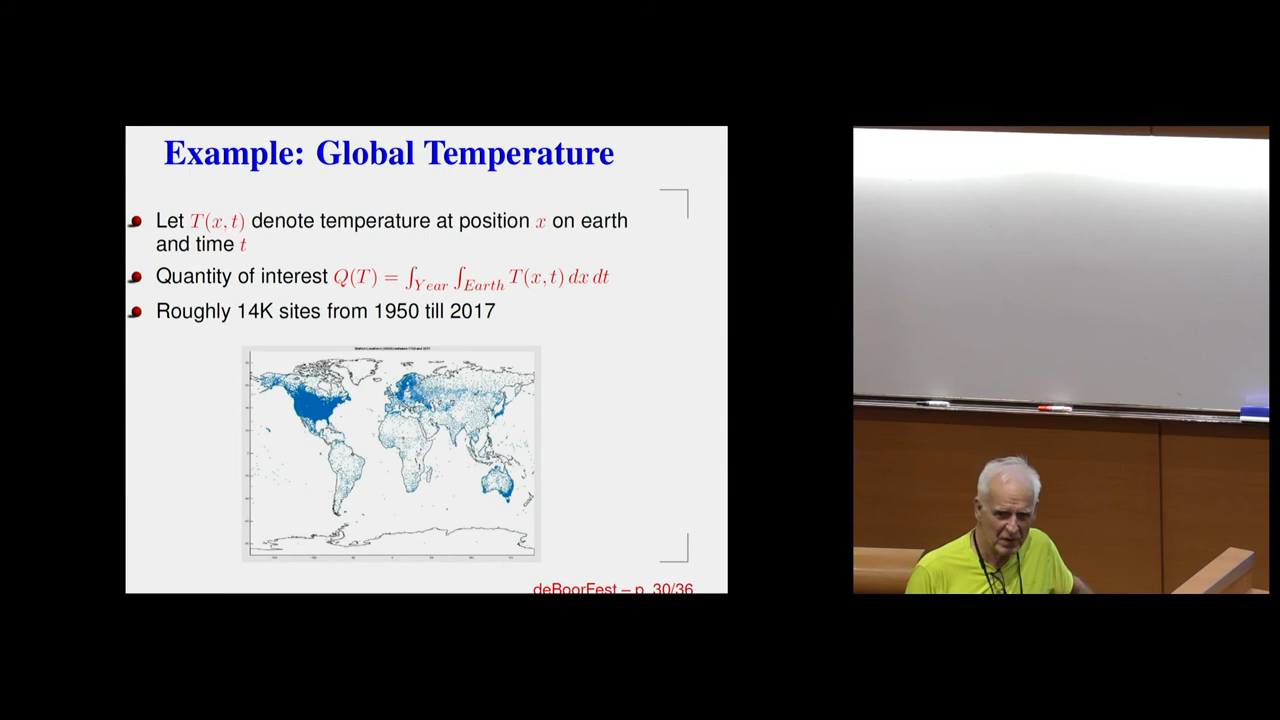 Example: Global Temperature
Let T(x, t) denote temperature at position x on earth
and time t
Quantity of interest Q(T) = ∫_Year ∫_Earth T(x, t) dx dt
Roughly 14K sites from 1950 till 2017
deBoorFest – p. 30/36